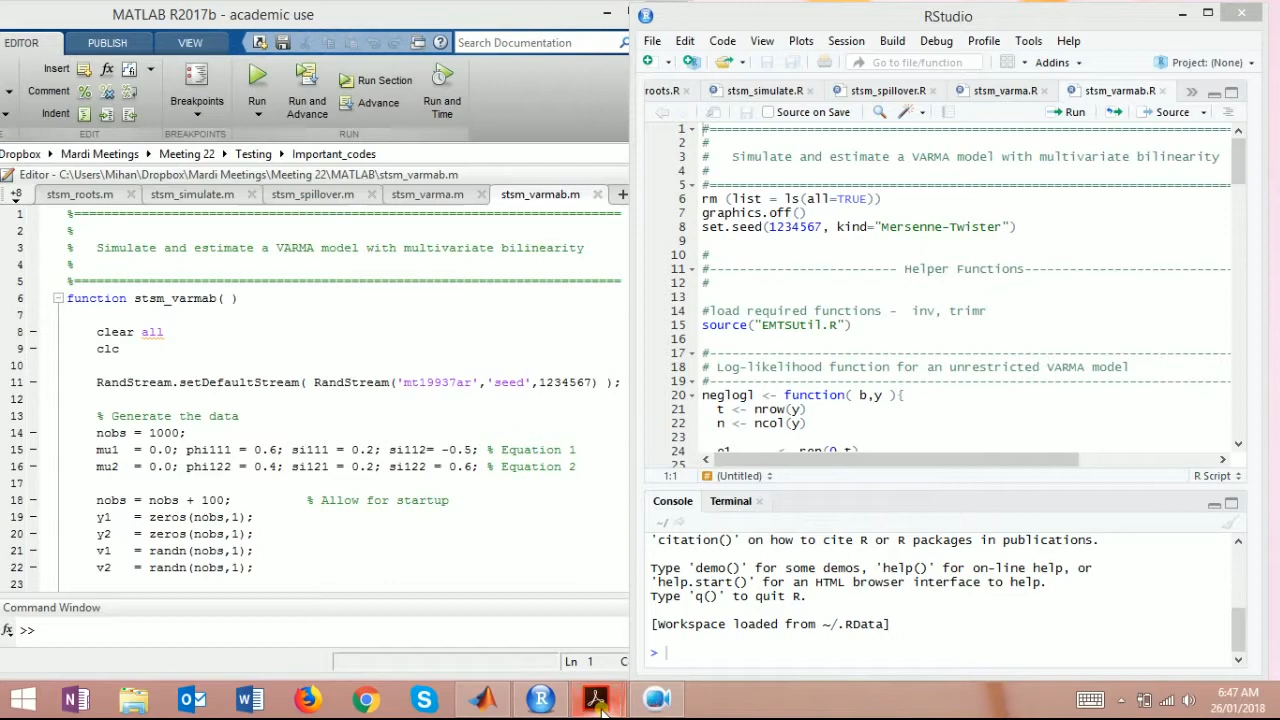 MATLAB R2017b - academic use
EDITOR
PUBLISH
VIEW
Search Documentation
Insert
fx
Comment
%
Indent
EDIT
Breakpoints
BREAKPOINTS
Run
Run and
Advance
Run Section
Advance
Run and
Time
RUN
Dropbox
Mardi Meetings
Meeting 22
Testing
Important_codes
Editor - C:\Users\Mihan\Dropbox\Mardi Meetings\Meeting 22\MATLAB\stsm_varmab.m
+8
stsm_roots.m
stsm_simulate.m
stsm_spillover.m
stsm_varma.m
stsm_varmab.m
1 %=========================================================================
2 %
3 % Simulate and estimate a VARMA model with multivariate bilinearity
4 %
5 %=========================================================================
6 function stsm_varmab( )
7
8 clear all
9 clc
10
11 RandStream.setDefaultStream( RandStream('mt19937ar','seed',1234567) );
12
13 % Generate the data
14 nobs = 1000;
15 mu1 = 0.0; phi111 = 0.6; si111 = 0.2; si112= -0.5; % Equation 1
16 mu2 = 0.0; phi122 = 0.4; si121 = 0.2; si122 = 0.6; % Equation 2
17
18 nobs = nobs + 100; % Allow for startup
19 y1 = zeros(nobs,1);
20 y2 = zeros(nobs,1);
21 v1 = randn(nobs,1);
22 v2 = randn(nobs,1);
23
Command Window
fx >>
Ln 1
C
RStudio
File Edit Code View Plots Session Build Debug Profile Tools Help
Go to file/function
Addins
Project: (None)
roots.R
stsm_simulate.R
stsm_spillover.R
stsm_varma.R
stsm_varmab.R
Source on Save
Run
Source
1 #=========================================================================
2 #
3 # Simulate and estimate a VARMA model with multivariate bilinearity
4 #
5 #=========================================================================
6 rm (list = ls(all=TRUE))
7 graphics.off()
8 set.seed(1234567, kind="Mersenne-Twister")
9
10 #
11 #------------------------- Helper Functions------------------------------
12
13
14 #load required functions - inv, trimr
15 source("EMTSUtil.R")
16
17 #------------------------------------------------------------------------
18 # Log-likelihood function for an unrestricted VARMA model
19 #------------------------------------------------------------------------
20 neglogl <- function( b,y ){
21 t <- nrow(y)
22 n <- ncol(y)
23
24
25
1:1
(Untitled)
R Script
Console
Terminal
~/
'citation()' on how to cite R or R packages in publications.
Type 'demo()' for some demos, 'help()' for on-line help, or
'help.start()' for an HTML browser interface to help.
Type 'q()' to quit R.
[Workspace loaded from ~/.RData]
>
6:47 AM
26/01/2018